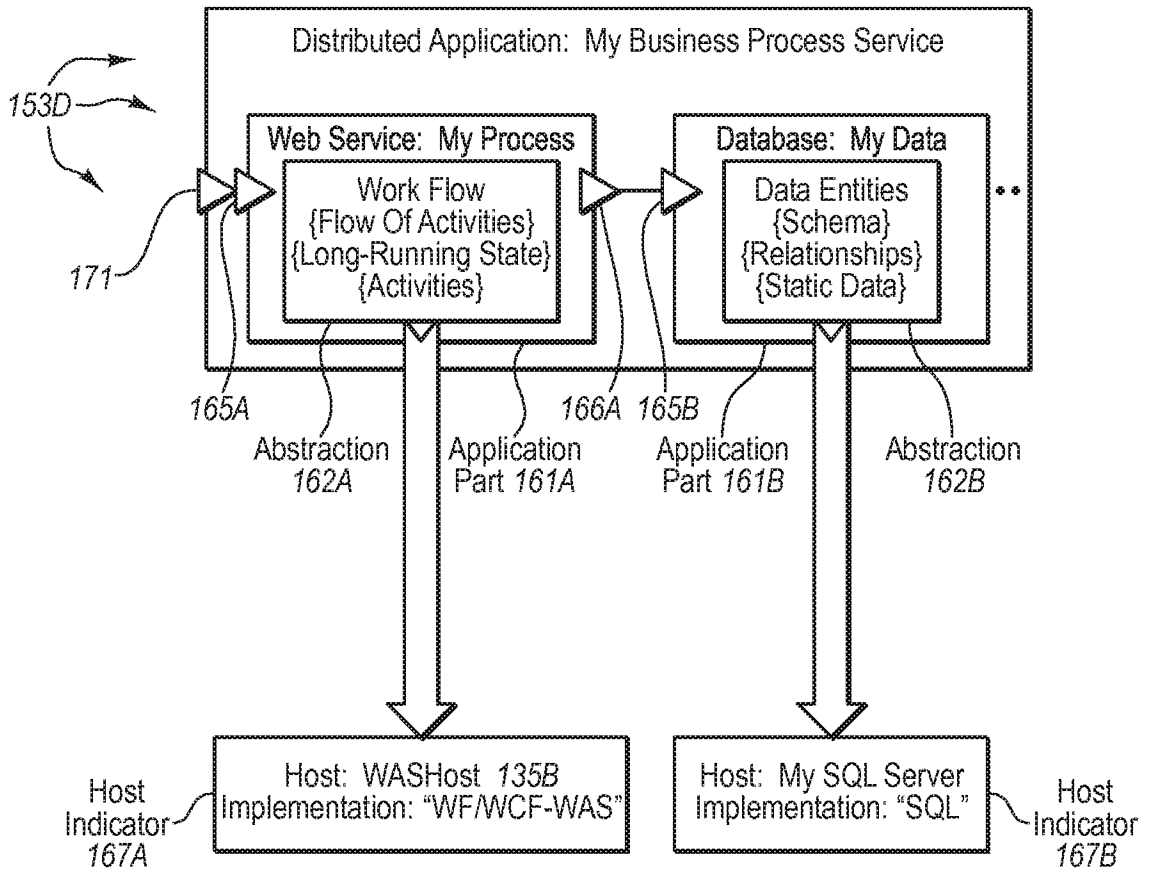 Distributed Application: My Business Process Service
153D
Web Service: My Process
Database: My Data
Work Flow
{Flow Of Activities}
{Long-Running State}
{Activities}
Data Entities
{Schema}
{Relationships}
{Static Data}
171
165A
166A
165B
Abstraction
162A
Application
Part 161A
Application
Part 161B
Abstraction
162B
Host: WASHost 135B
Implementation: “WF/WCF-WAS”
Host: My SQL Server
Implementation: “SQL”
Host
Indicator
167A
Host
Indicator
167B